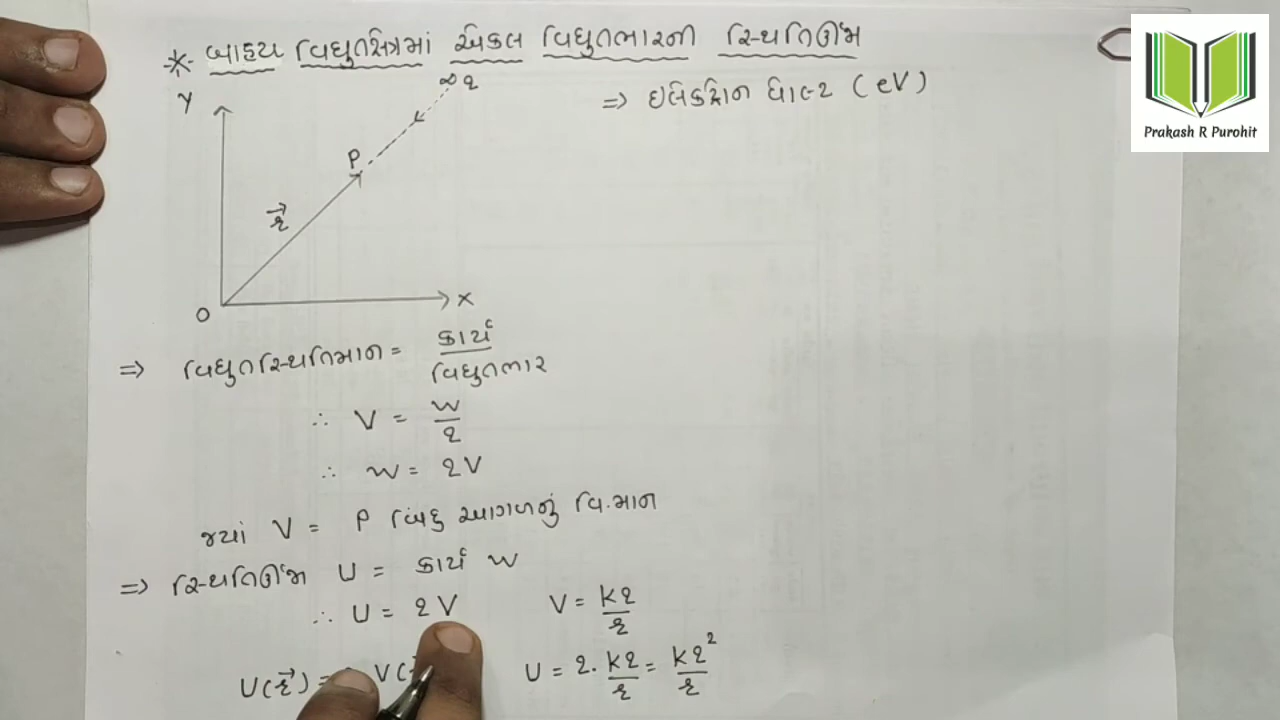 * બાહ્ય વિદ્યુતક્ષેત્રમાં એકલ વિદ્યુતભારની સ્થિતિઊર્જા
Y
∞ q
⇒ ઇલેક્ટ્રોન વોલ્ટ (eV)
Prakash R Purohit
P
r⃗
O
X
⇒ વિદ્યુતસ્થિતિમાન = કાર્ય / વિદ્યુતભાર
∴ V = W / q
∴ W = qV
જ્યાં V = P બિંદુ આગળનું વિ.માન
⇒ સ્થિતિઊર્જા U = કાર્ય W
∴ U = qV V = kq / r
U(r⃗) = V( U = q. kq / r = kq² / r